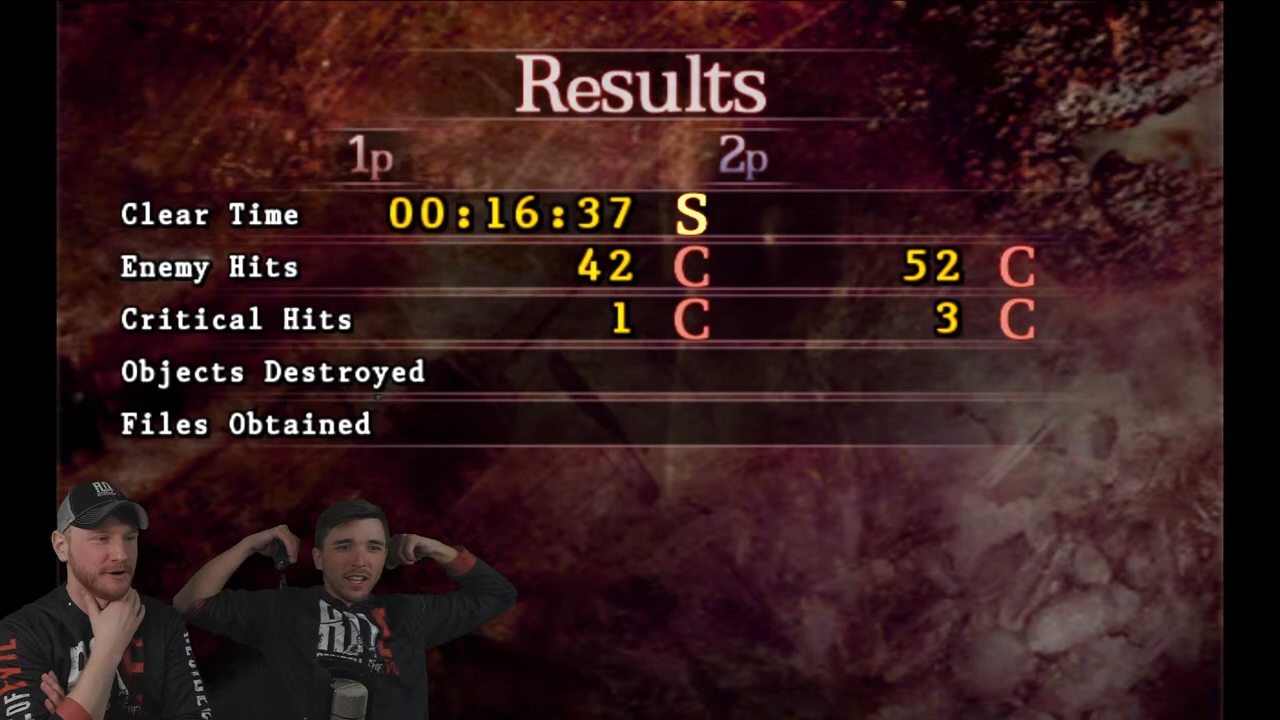 Results
1p 2p
Clear Time 00:16:37 S
Enemy Hits 42 C 52 C
Critical Hits 1 C 3 C
Objects Destroyed
Files Obtained